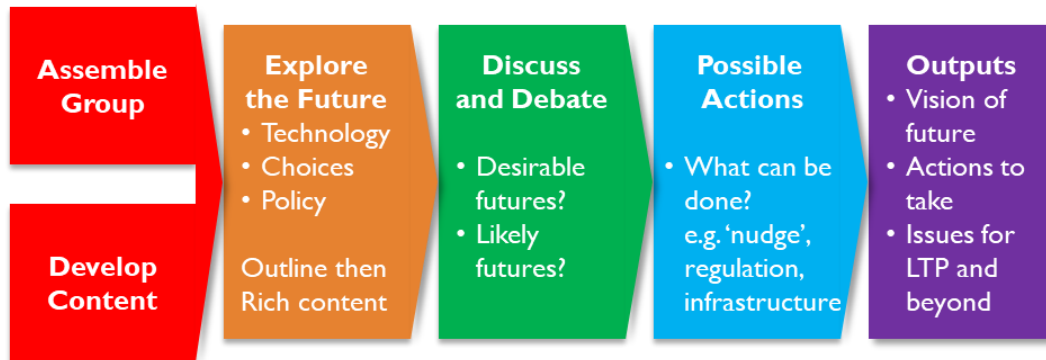 Assemble
Group
Develop
Content
Explore
the Future
• Technology
• Choices
• Policy
Outline then
Rich content
Discuss
and Debate
• Desirable
futures?
• Likely
futures?
Possible
Actions
• What can be
done?
e.g. ‘nudge’,
regulation,
infrastructure
Outputs
• Vision of
future
• Actions to
take
• Issues for
LTP and
beyond